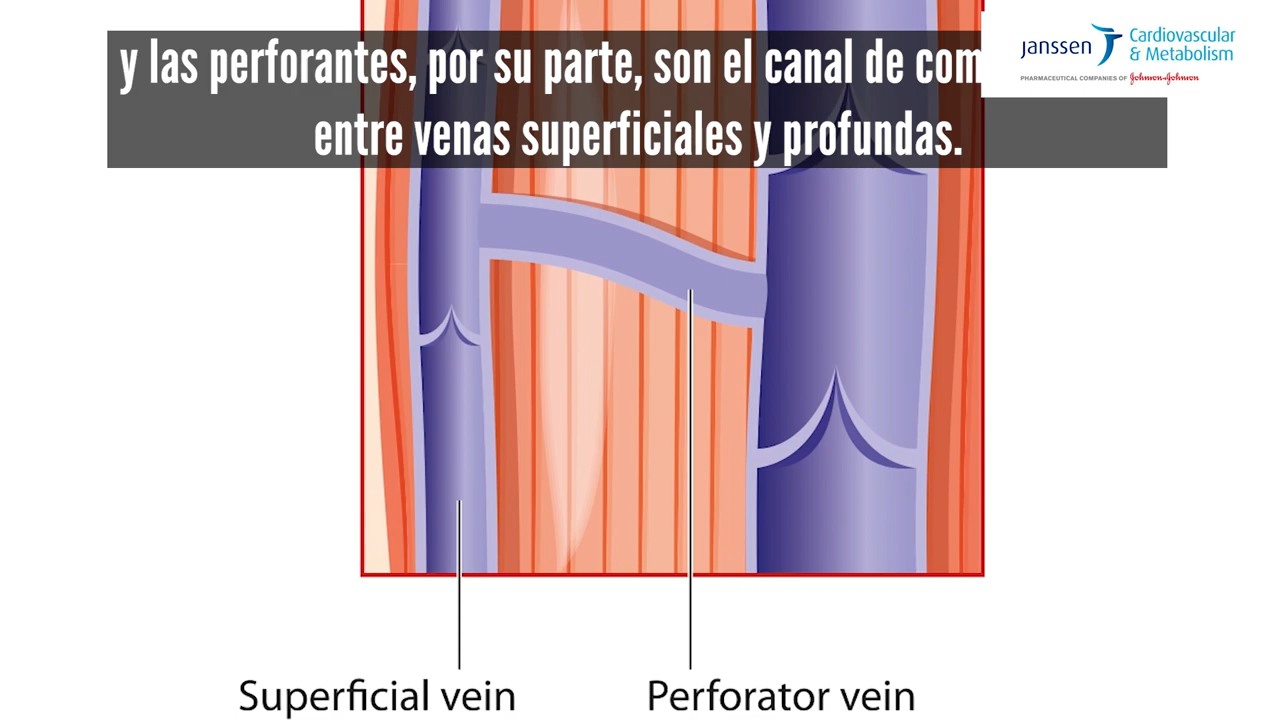 y las perforantes, por su parte, son el canal de com
entre venas superficiales y profundas.
Janssen
Cardiovascular
& Metabolism
PHARMACEUTICAL COMPANIES OF Johnson & Johnson
Superficial vein
Perforator vein